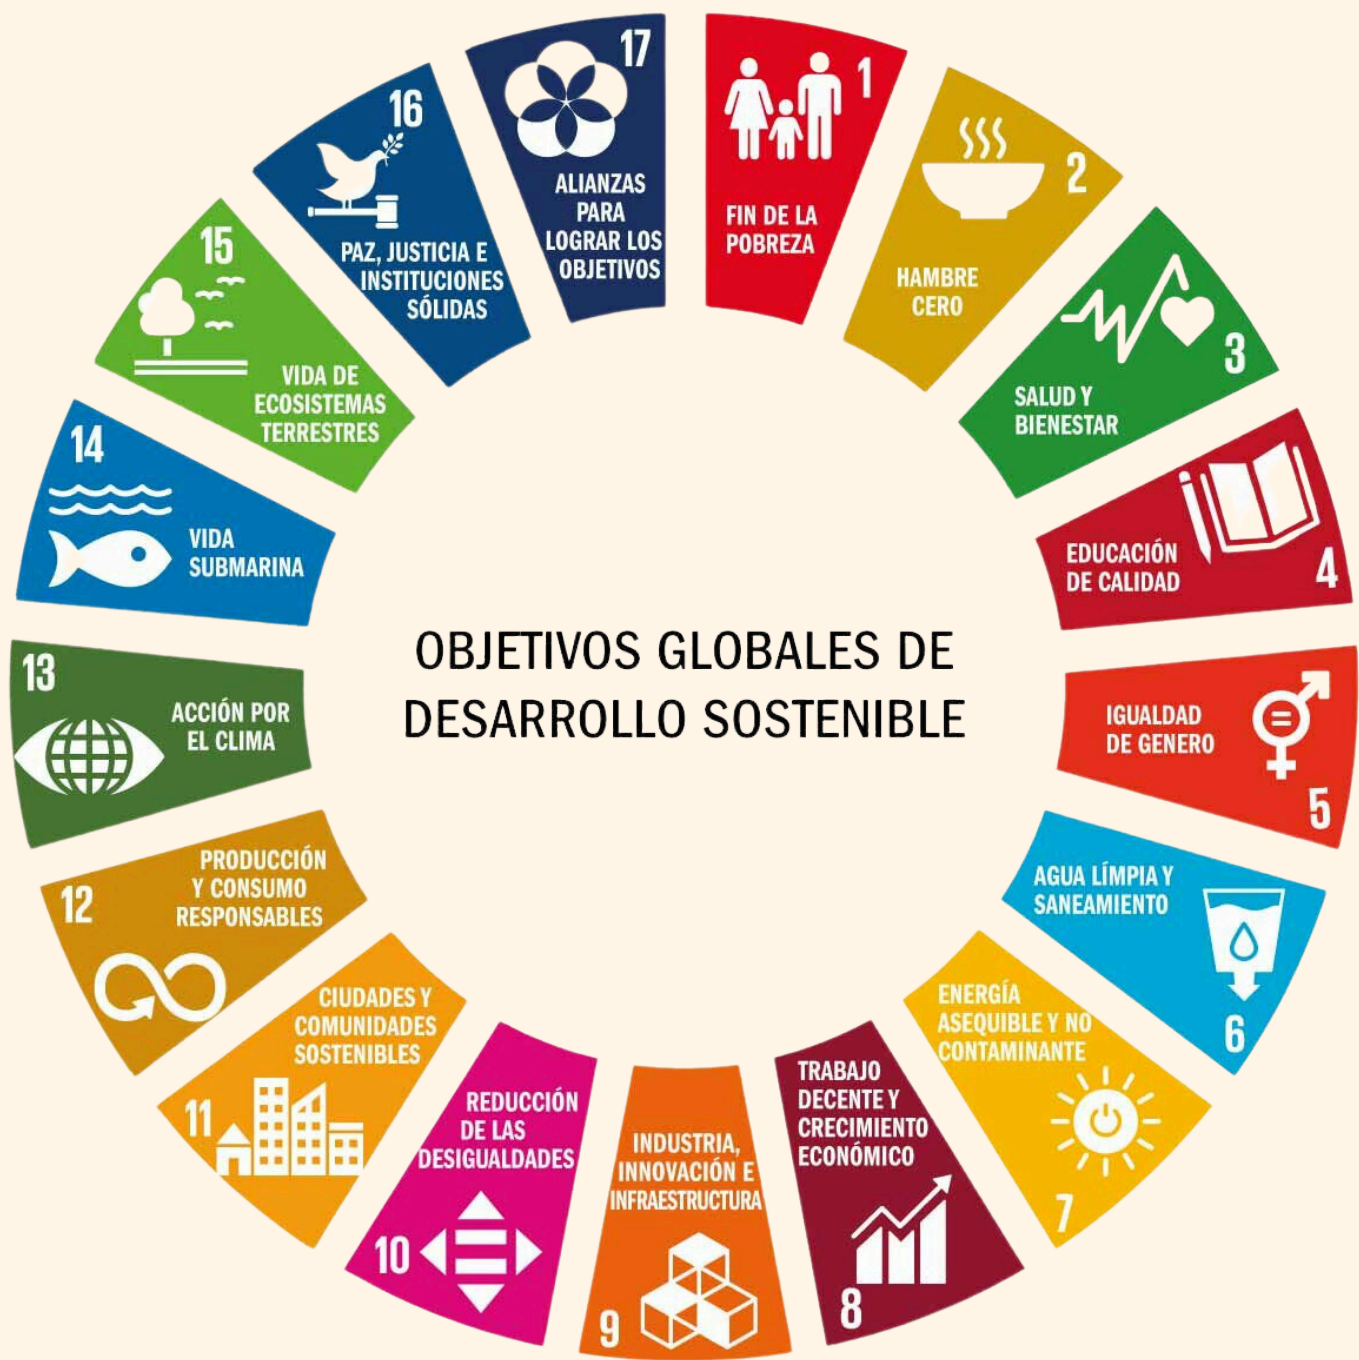 OBJETIVOS GLOBALES DE
DESARROLLO SOSTENIBLE
1
FIN DE LA
POBREZA
2
HAMBRE
CERO
3
SALUD Y
BIENESTAR
4
EDUCACIÓN
DE CALIDAD
5
IGUALDAD
DE GENERO
6
AGUA LÍMPIA Y
SANEAMIENTO
7
ENERGÍA
ASEQUIBLE Y NO
CONTAMINANTE
8
TRABAJO
DECENTE Y
CRECIMIENTO
ECONÓMICO
9
INDUSTRIA,
INNOVACIÓN E
INFRAESTRUCTURA
10
REDUCCIÓN
DE LAS
DESIGUALDADES
11
CIUDADES Y
COMUNIDADES
SOSTENIBLES
12
PRODUCCIÓN
Y CONSUMO
RESPONSABLES
13
ACCIÓN POR
EL CLIMA
14
VIDA
SUBMARINA
15
VIDA DE
ECOSISTEMAS
TERRESTRES
16
PAZ, JUSTICIA E
INSTITUCIONES
SÓLIDAS
17
ALIANZAS
PARA
LOGRAR LOS
OBJETIVOS